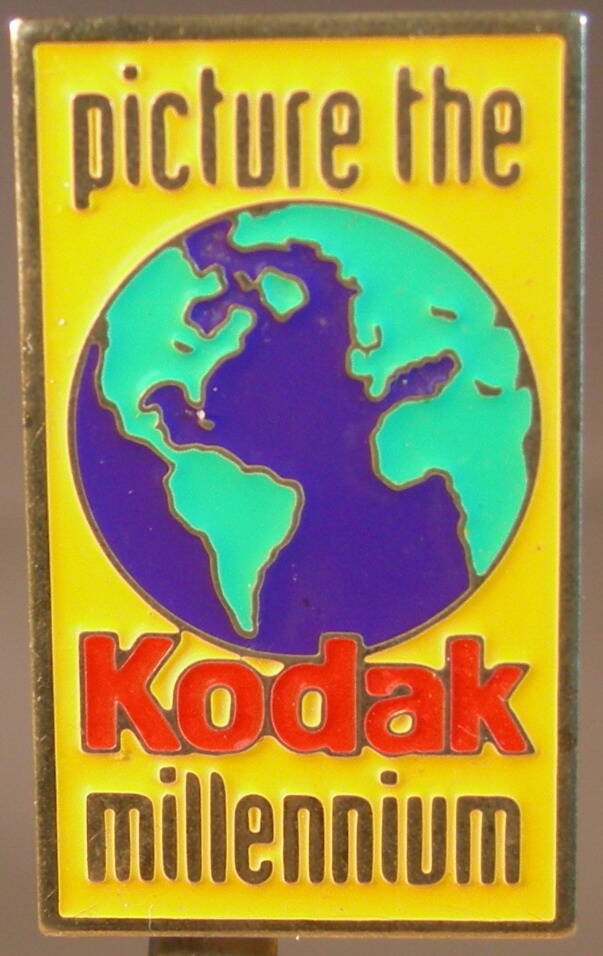 picture the
Kodak
millennium